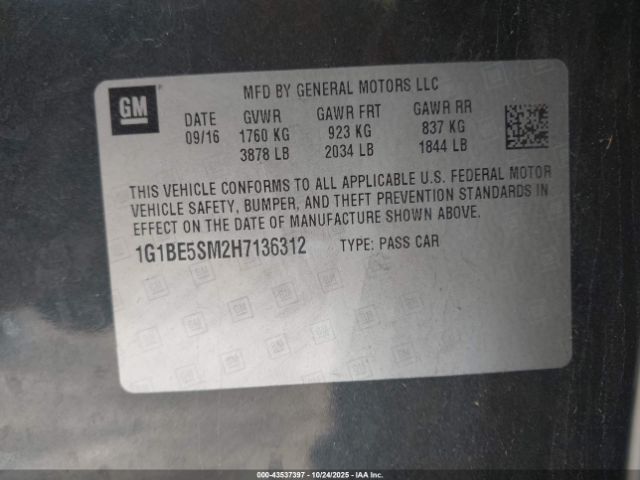 GM
MFD BY GENERAL MOTORS LLC
DATE GVWR GAWR FRT GAWR RR
09/16 1760 KG 923 KG 837 KG
3878 LB 2034 LB 1844 LB
THIS VEHICLE CONFORMS TO ALL APPLICABLE U.S. FEDERAL MOTOR
VEHICLE SAFETY, BUMPER, AND THEFT PREVENTION STANDARDS IN
EFFECT ON THE DATE OF MANUFACTURE SHOWN ABOVE.
1G1BE5SM2H7136312 TYPE: PASS CAR
000-43537397 - 10/24/2025 - IAA Inc.